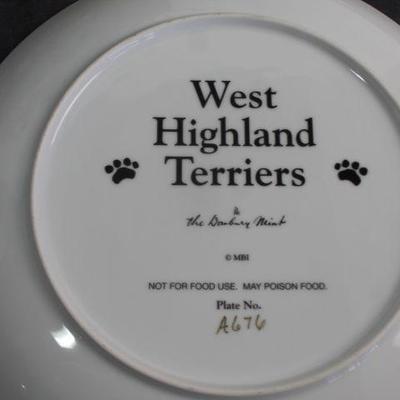 West
Highland
Terriers
the Danbury Mint
© MBI
NOT FOR FOOD USE. MAY POISON FOOD.
Plate No.
A676